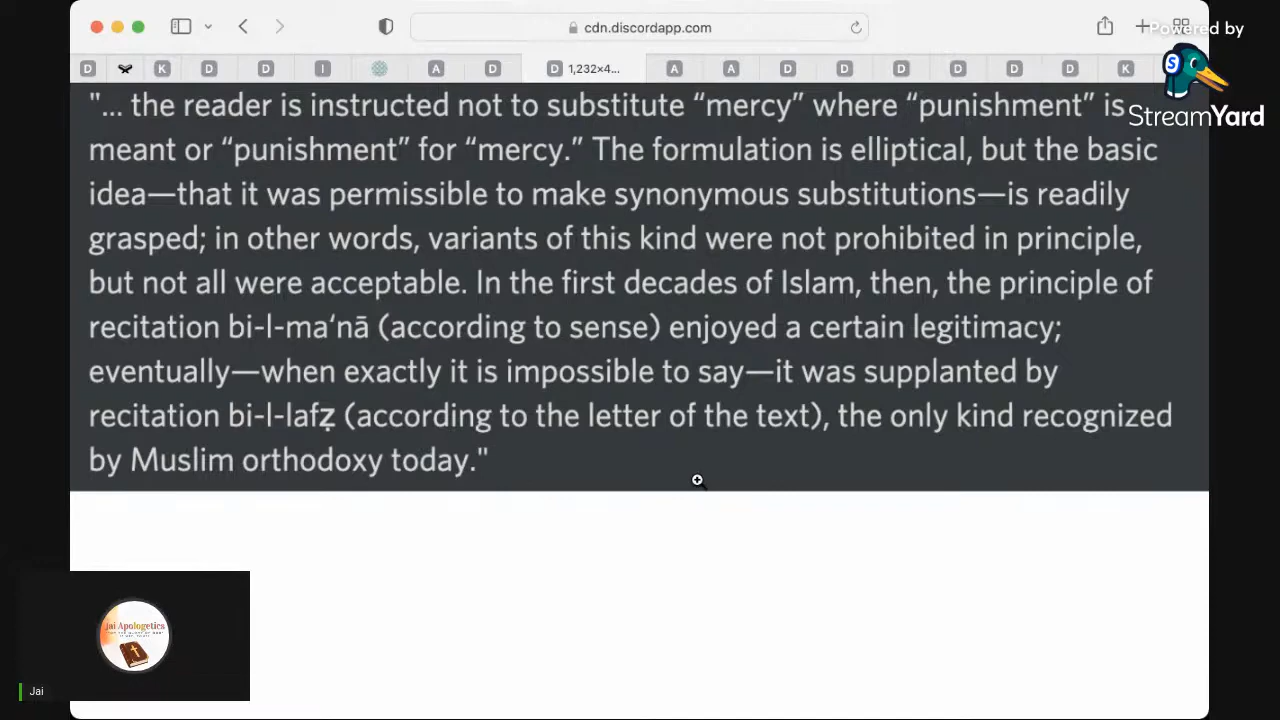 cdn.discordapp.com
Powered by
D K D D I A D D 1,232×4... A A D D D D D D K
StreamYard
"... the reader is instructed not to substitute “mercy” where “punishment” is
meant or “punishment” for “mercy.” The formulation is elliptical, but the basic
idea—that it was permissible to make synonymous substitutions—is readily
grasped; in other words, variants of this kind were not prohibited in principle,
but not all were acceptable. In the first decades of Islam, then, the principle of
recitation bi-l-maʻnā (according to sense) enjoyed a certain legitimacy;
eventually—when exactly it is impossible to say—it was supplanted by
recitation bi-l-lafẓ (according to the letter of the text), the only kind recognized
by Muslim orthodoxy today."
Jai Apologetics
Jai